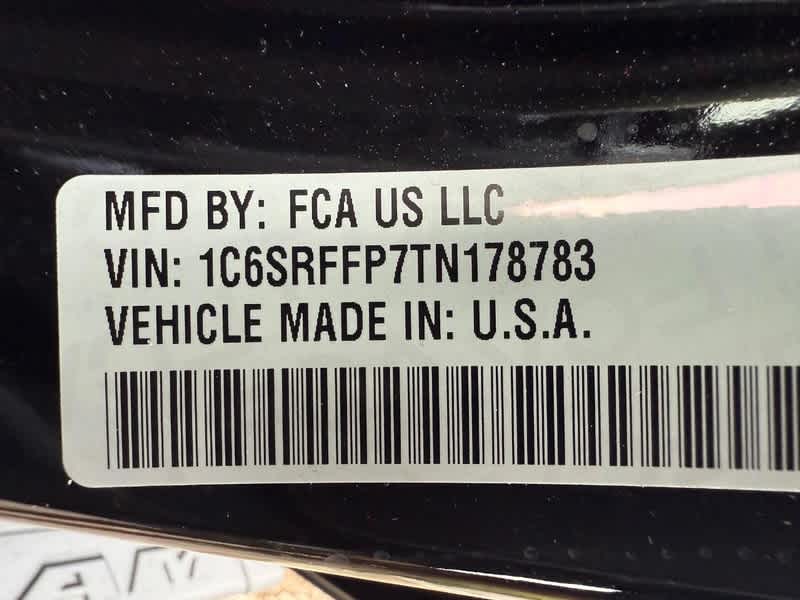 MFD BY: FCA US LLC
VIN: 1C6SRFFP7TN178783
VEHICLE MADE IN: U.S.A.